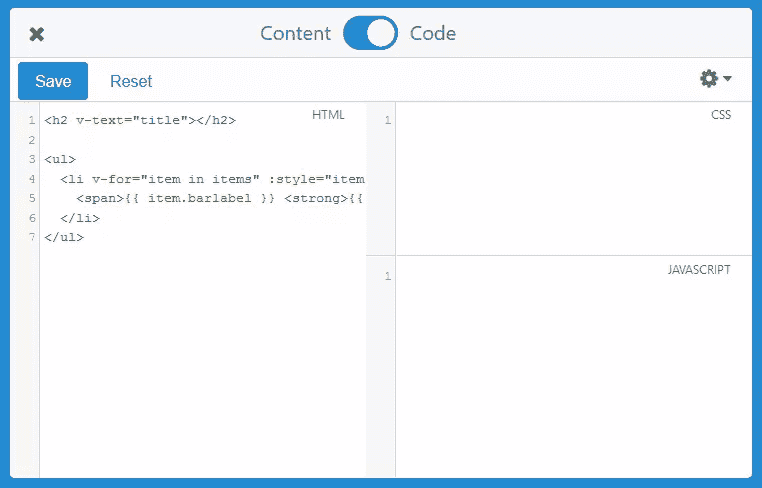 ✖ Content Code
Save Reset
HTML
1 <h2 v-text="title"></h2>
2
3 <ul>
4 <li v-for="item in items" :style="item
5 <span>{{ item.barlabel }} <strong>{{
6 </li>
7 </ul>
CSS
1
JAVASCRIPT
1